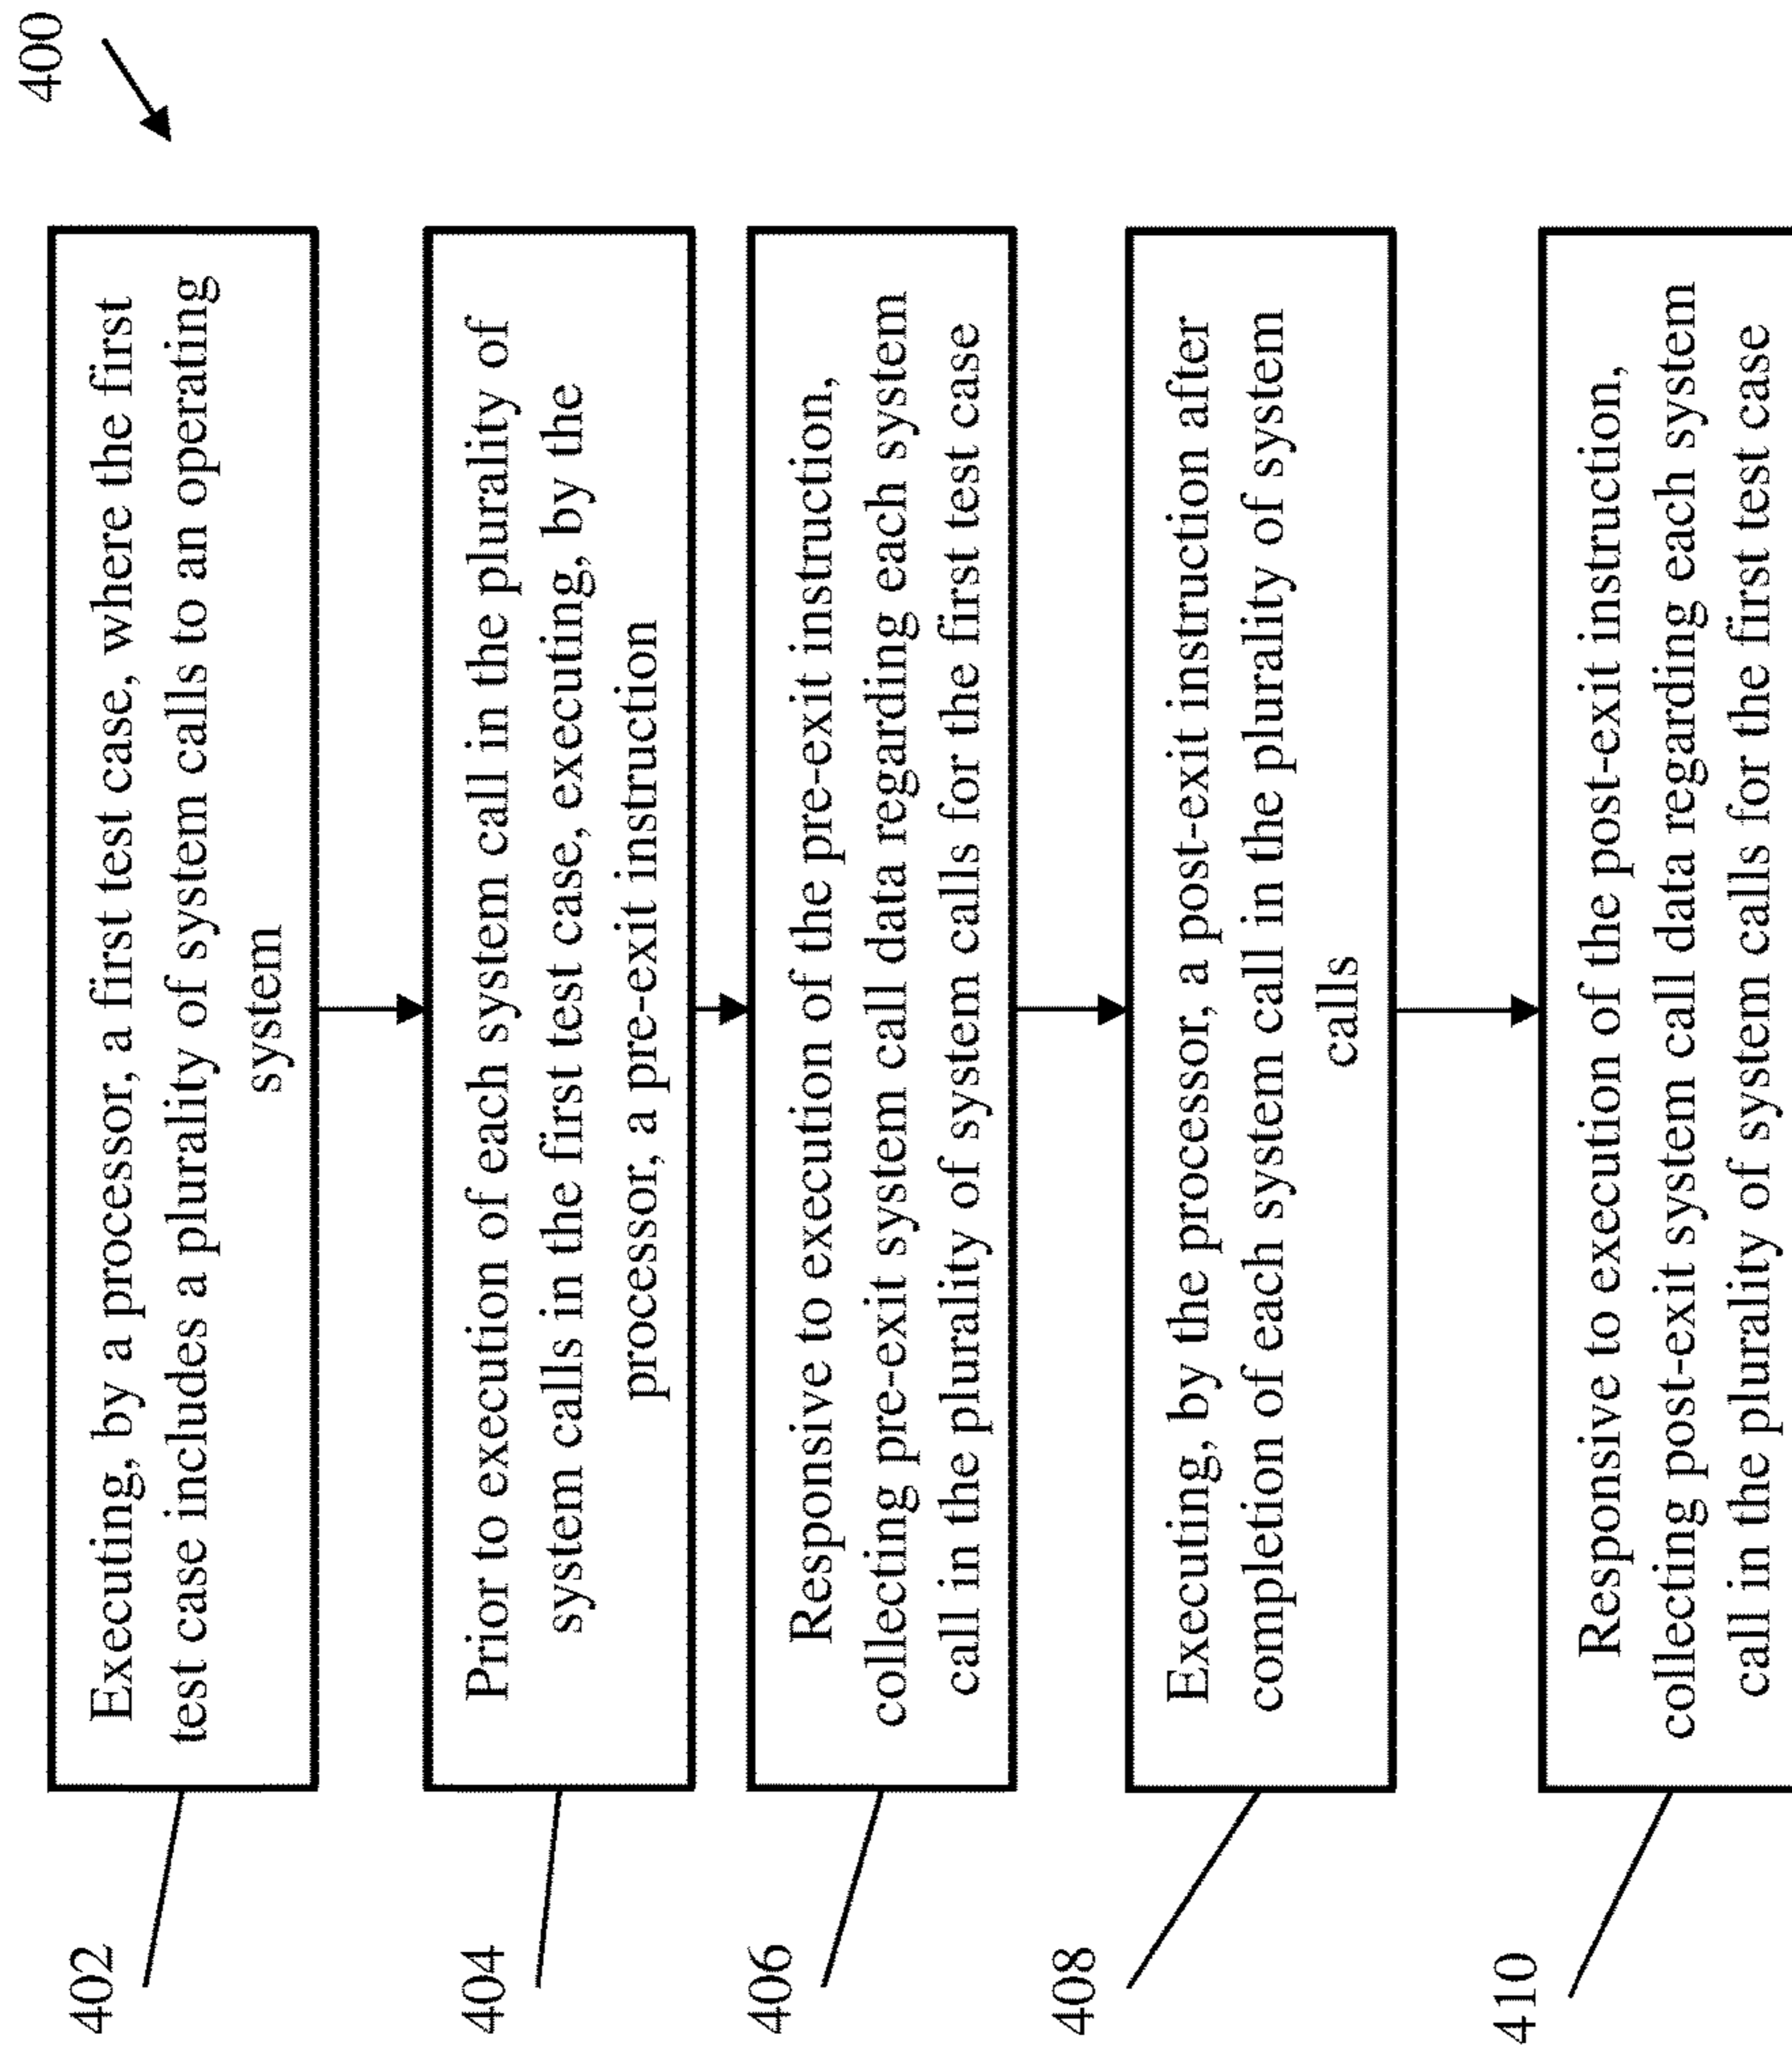 400
402
Executing, by a processor, a first test case, where the first
test case includes a plurality of system calls to an operating
system
404
Prior to execution of each system call in the plurality of
system calls in the first test case, executing, by the
processor, a pre-exit instruction
406
Responsive to execution of the pre-exit instruction,
collecting pre-exit system call data regarding each system
call in the plurality of system calls for the first test case
408
Executing, by the processor, a post-exit instruction after
completion of each system call in the plurality of system
calls
410
Responsive to execution of the post-exit instruction,
collecting post-exit system call data regarding each system
call in the plurality of system calls for the first test case